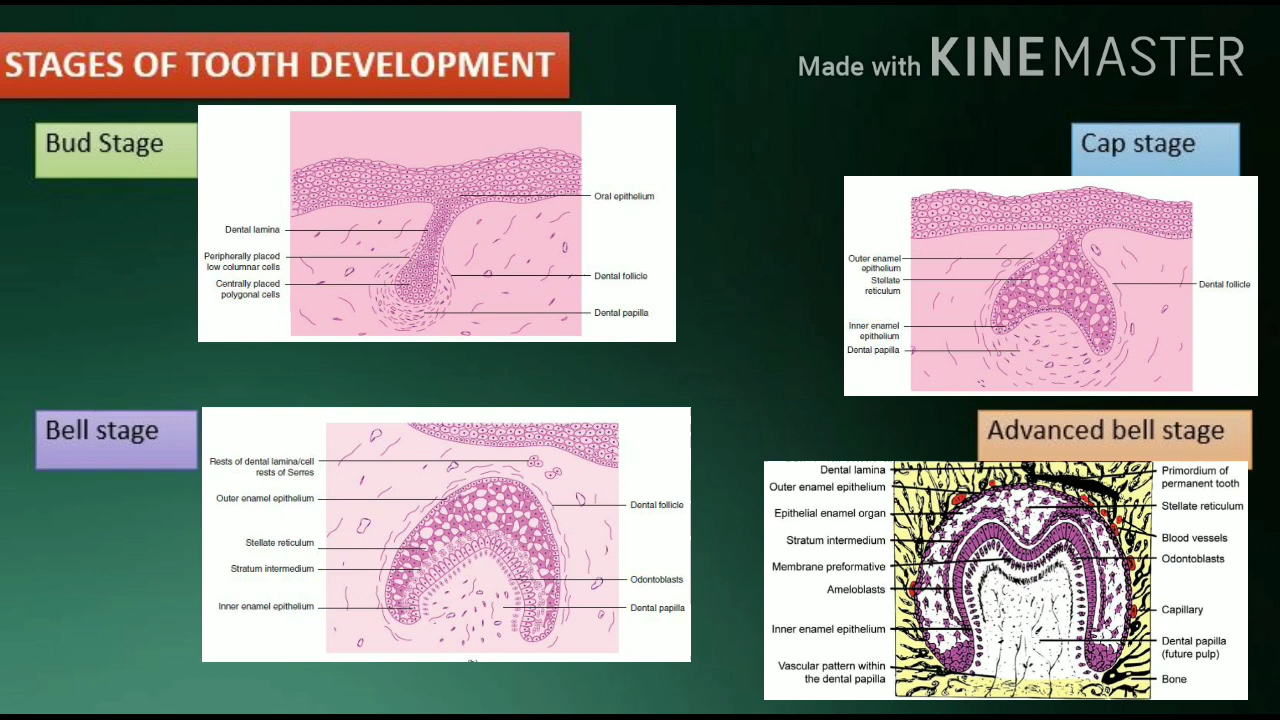 STAGES OF TOOTH DEVELOPMENT
Made with KINEMASTER
Bud Stage
Oral epithelium
Dental lamina
Peripherally placed
low columnar cells
Centrally placed
polygonal cells
Dental follicle
Dental papilla
Cap stage
Outer enamel
epithelium
Stellate
reticulum
Inner enamel
epithelium
Dental papilla
Dental follicle
Bell stage
Rests of dental lamina/cell
rests of Serres
Outer enamel epithelium
Stellate reticulum
Stratum intermedium
Inner enamel epithelium
Dental follicle
Odontoblasts
Dental papilla
Advanced bell stage
Dental lamina
Outer enamel epithelium
Epithelial enamel organ
Stratum intermedium
Membrane preformative
Ameloblasts
Inner enamel epithelium
Vascular pattern within
the dental papilla
Primordium of
permanent tooth
Stellate reticulum
Blood vessels
Odontoblasts
Capillary
Dental papilla
(future pulp)
Bone